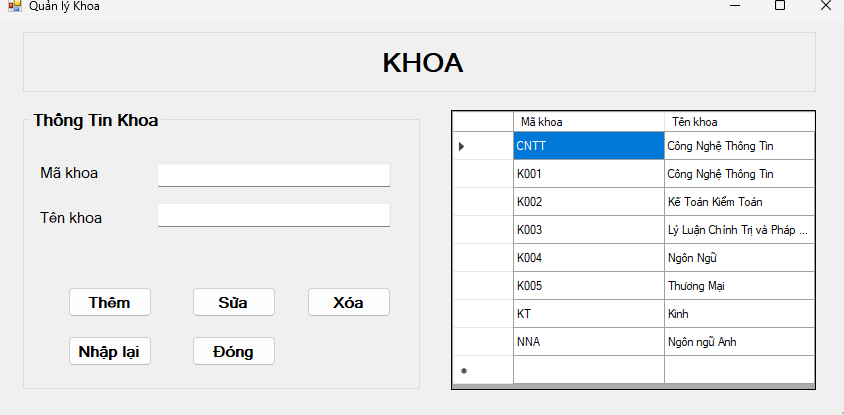 Quản lý Khoa
KHOA
Thông Tin Khoa
Mã khoa
Tên khoa
Thêm Sửa Xóa
Nhập lại Đóng
Mã khoa Tên khoa
CNTT Công Nghệ Thông Tin
K001 Công Nghệ Thông Tin
K002 Kế Toán Kiểm Toán
K003 Lý Luận Chính Trị và Pháp ...
K004 Ngôn Ngữ
K005 Thương Mại
KT Kinh
NNA Ngôn ngữ Anh